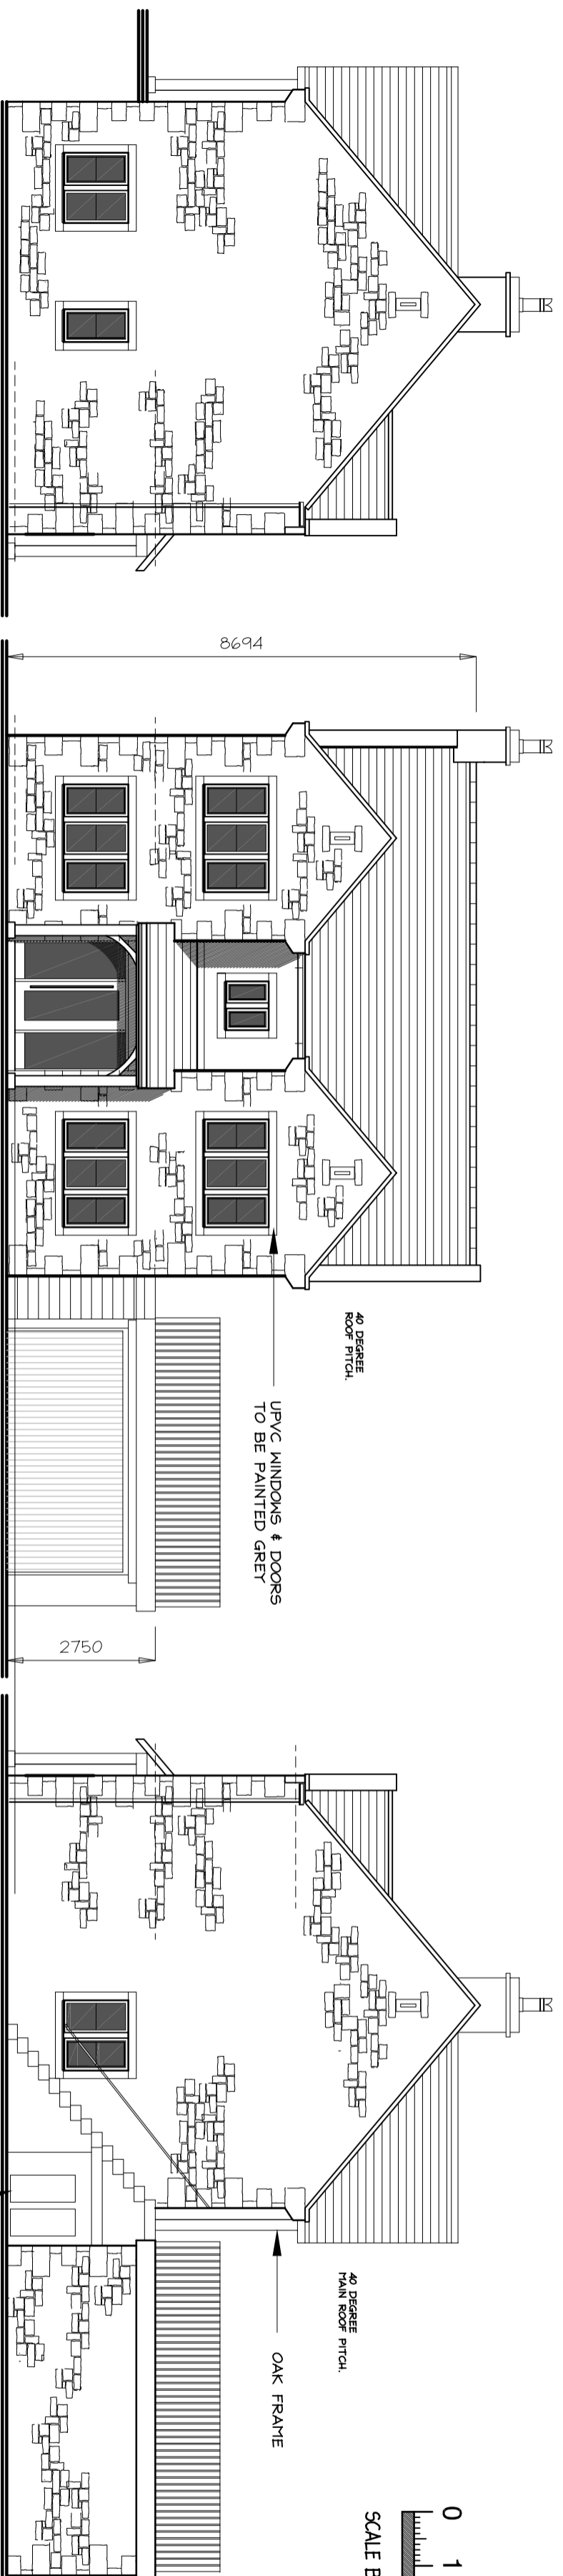 8694
40 DEGREE
ROOF PITCH.
UPVC WINDOWS & DOORS
TO BE PAINTED GREY
2750
40 DEGREE
MAIN ROOF PITCH.
OAK FRAME
0 1
SCALE